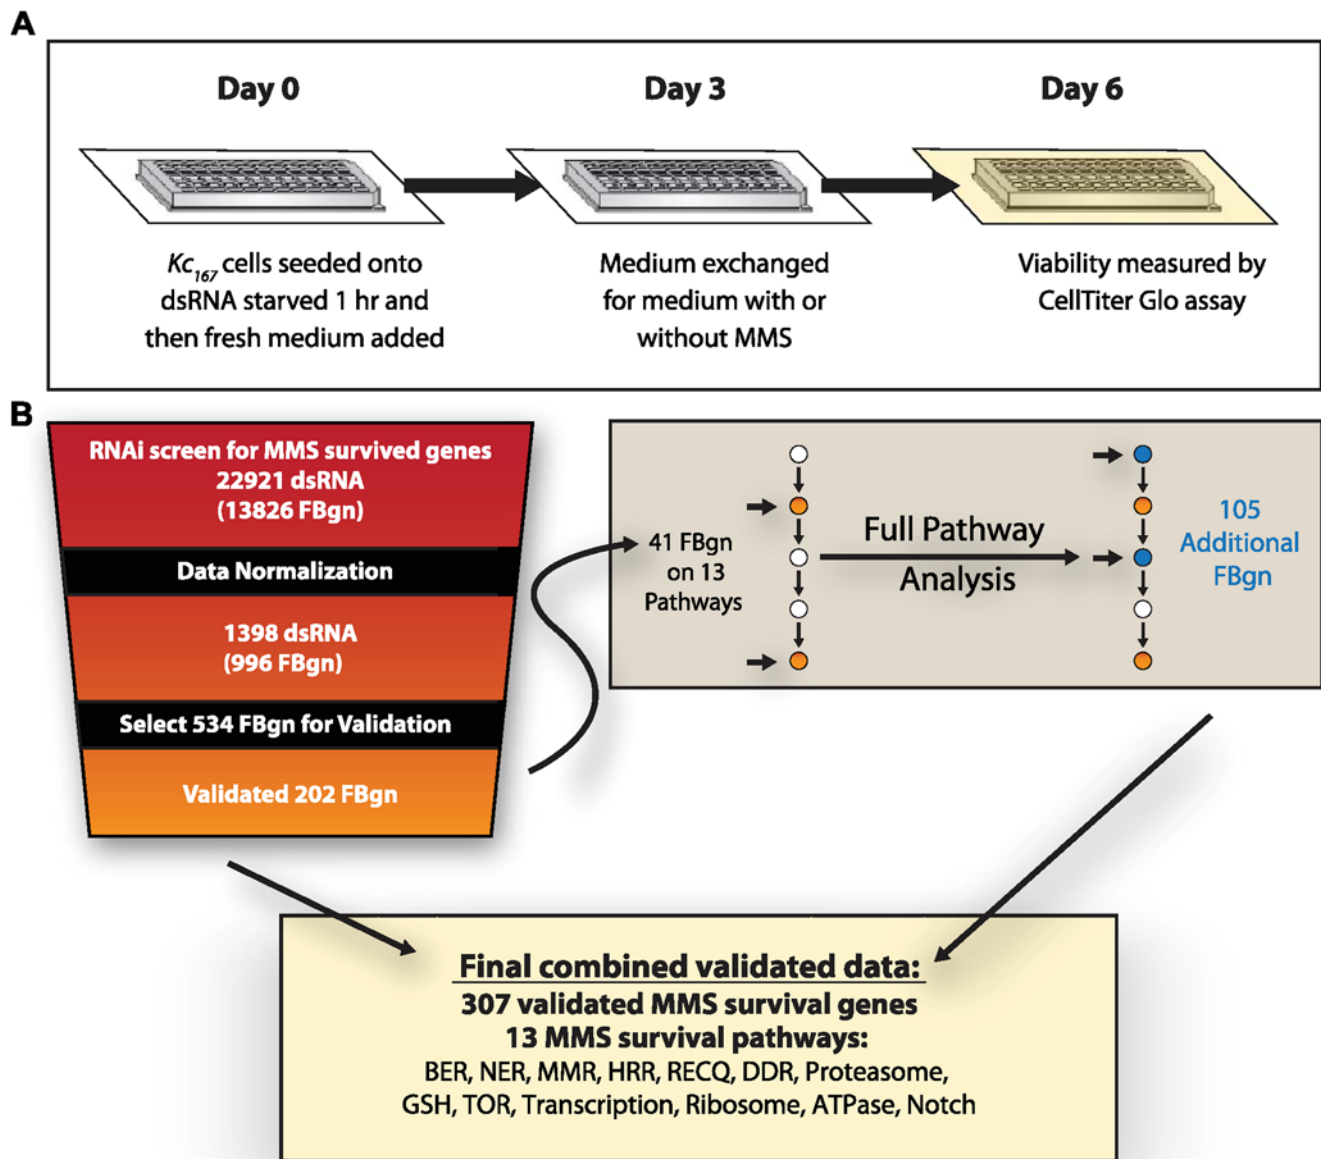 A
Day 0
Day 3
Day 6
Kc167 cells seeded onto
dsRNA starved 1 hr and
then fresh medium added
Medium exchanged
for medium with or
without MMS
Viability measured by
CellTiter Glo assay
B
RNAi screen for MMS survived genes
22921 dsRNA
(13826 FBgn)
Data Normalization
1398 dsRNA
(996 FBgn)
Select 534 FBgn for Validation
Validated 202 FBgn
41 FBgn
on 13
Pathways
Full Pathway
Analysis
105
Additional
FBgn
Final combined validated data:
307 validated MMS survival genes
13 MMS survival pathways:
BER, NER, MMR, HRR, RECQ, DDR, Proteasome,
GSH, TOR, Transcription, Ribosome, ATPase, Notch